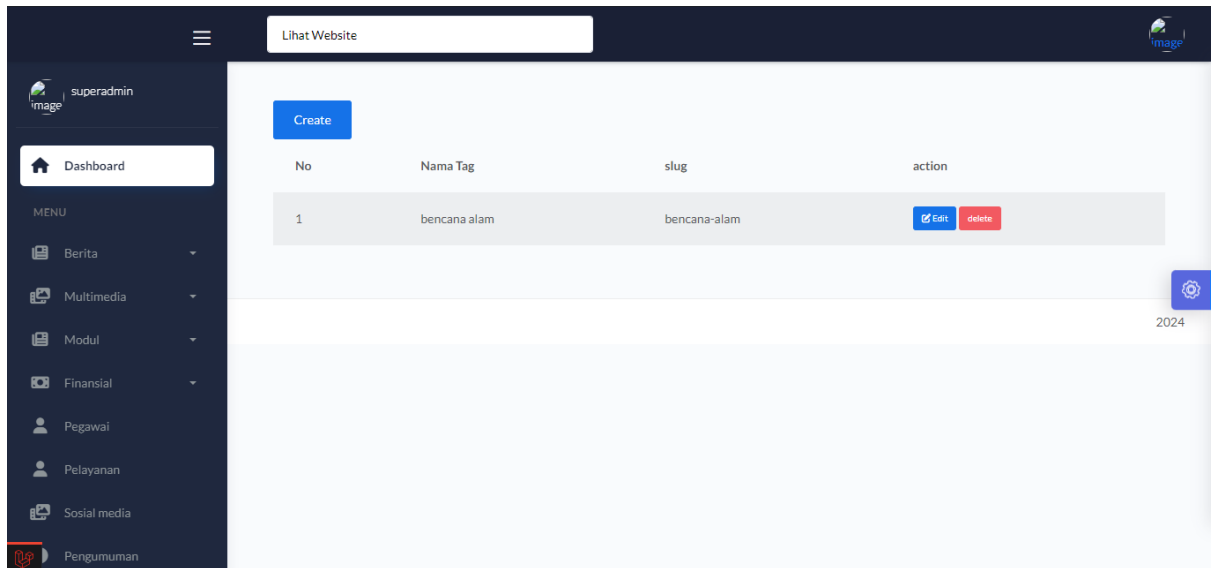 Lihat Website
image
image
superadmin
Create
Dashboard
No Nama Tag slug action
MENU
1 bencana alam bencana-alam Edit delete
Berita
Multimedia
2024
Modul
Finansial
Pegawai
Pelayanan
Sosial media
Pengumuman